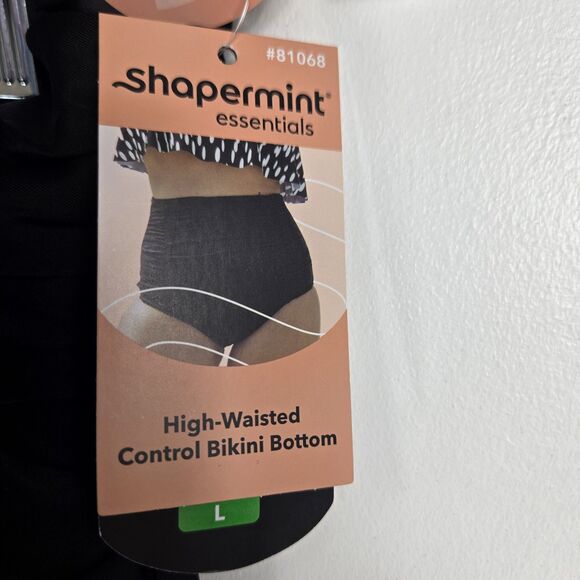 #81068
shapermint®
essentials
High-Waisted
Control Bikini Bottom
L